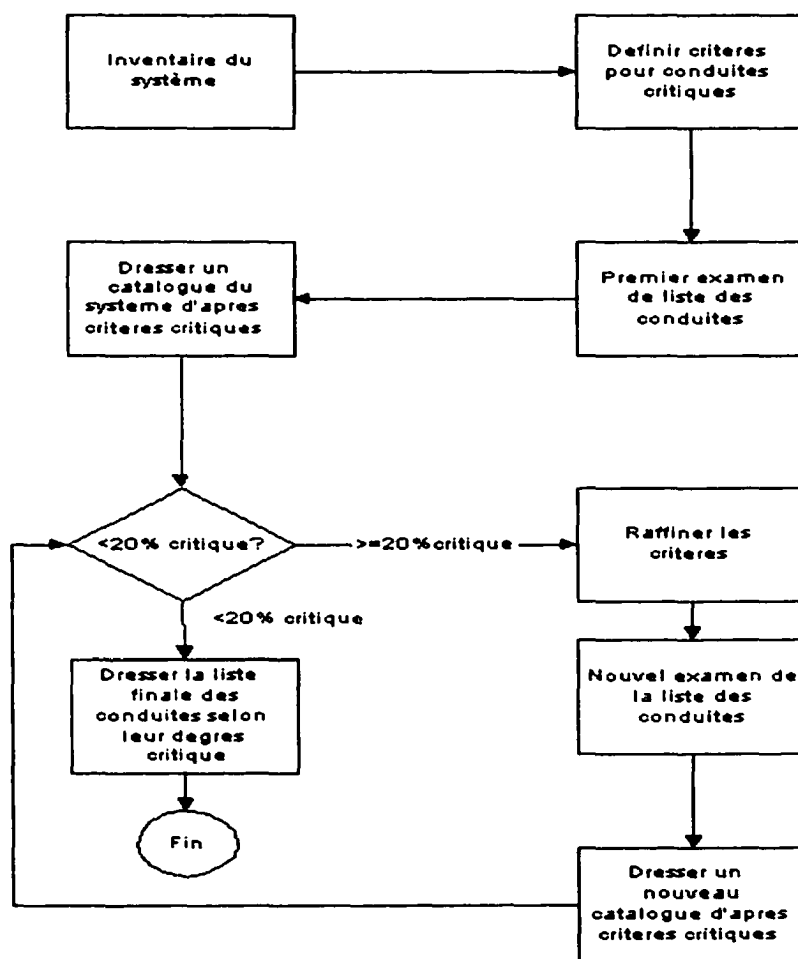 Inventaire du
système
Definir criteres
pour conduites
critiques
Dresser un
catalogue du
systeme d'apres
criteres critiques
Premier examen
de liste des
conduites
<20% critique?
>=20% critique
Raffiner les
criteres
<20% critique
Dresser la liste
finale des
conduites selon
leur degres
critique
Nouvel examen de
la liste des
conduites
Fin
Dresser un
nouveau
catalogue d'apres
criteres critiques